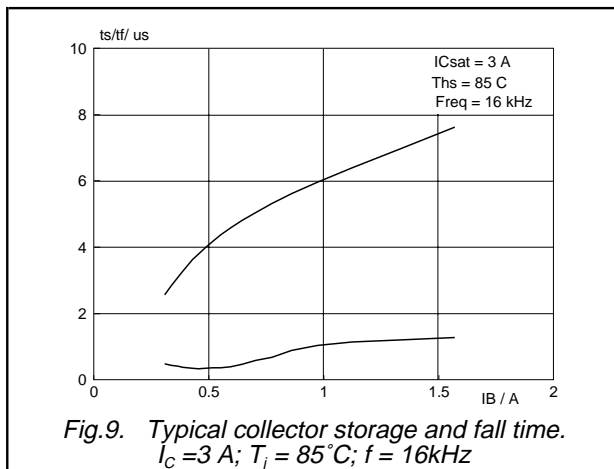 ts/tf/ us
10
8
6
4
2
0
ICsat = 3 A
Ths = 85 C
Freq = 16 kHz
0
0.5
1
1.5
2
IB / A
Fig.9. Typical collector storage and fall time.
IC =3 A; Tj = 85˚C; f = 16kHz